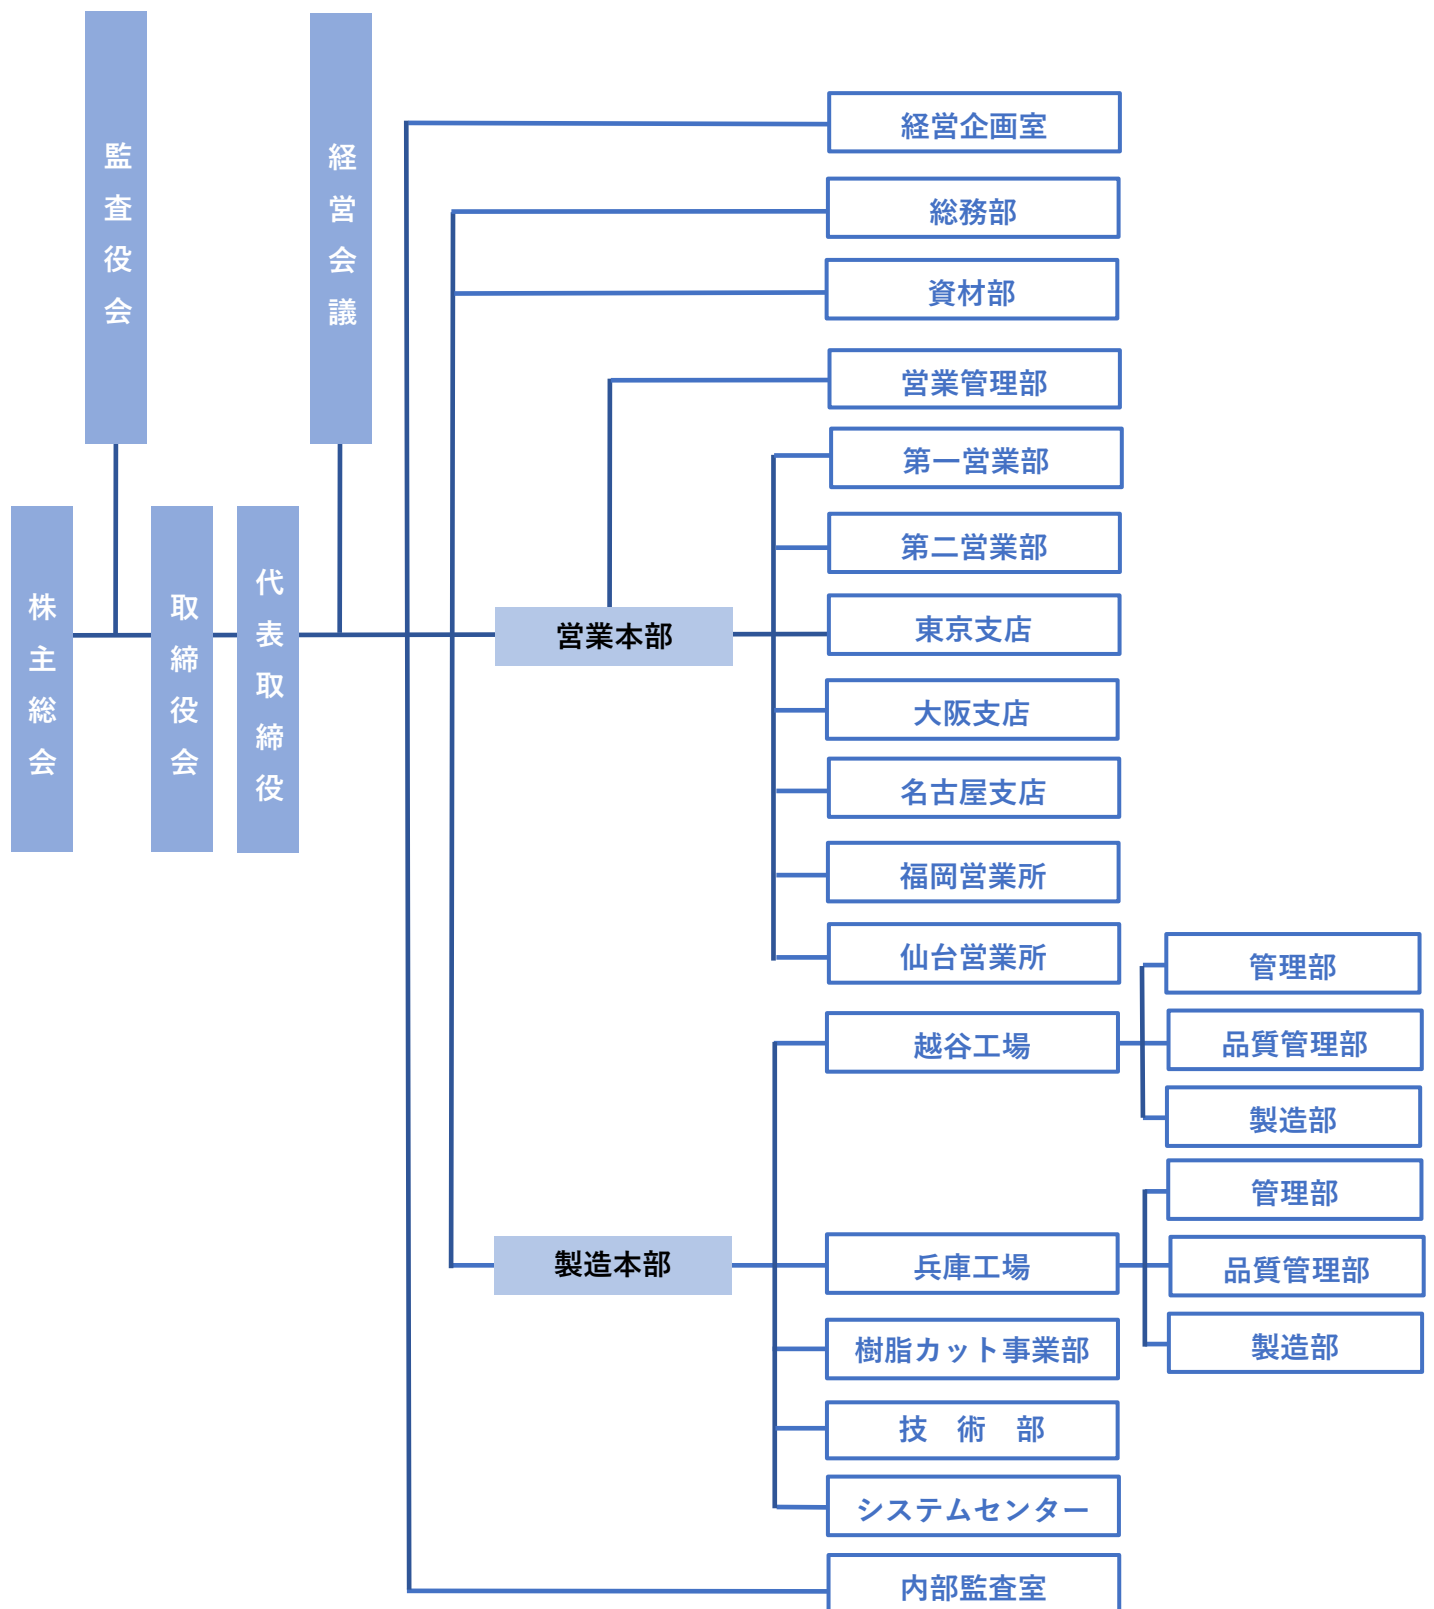 監査役会
経営会議
株主総会
取締役会
代表取締役
経営企画室
総務部
資材部
営業管理部
営業本部
第一営業部
第二営業部
東京支店
大阪支店
名古屋支店
福岡営業所
仙台営業所
製造本部
越谷工場
管理部
品質管理部
製造部
兵庫工場
管理部
品質管理部
製造部
樹脂カット事業部
技　術　部
システムセンター
内部監査室